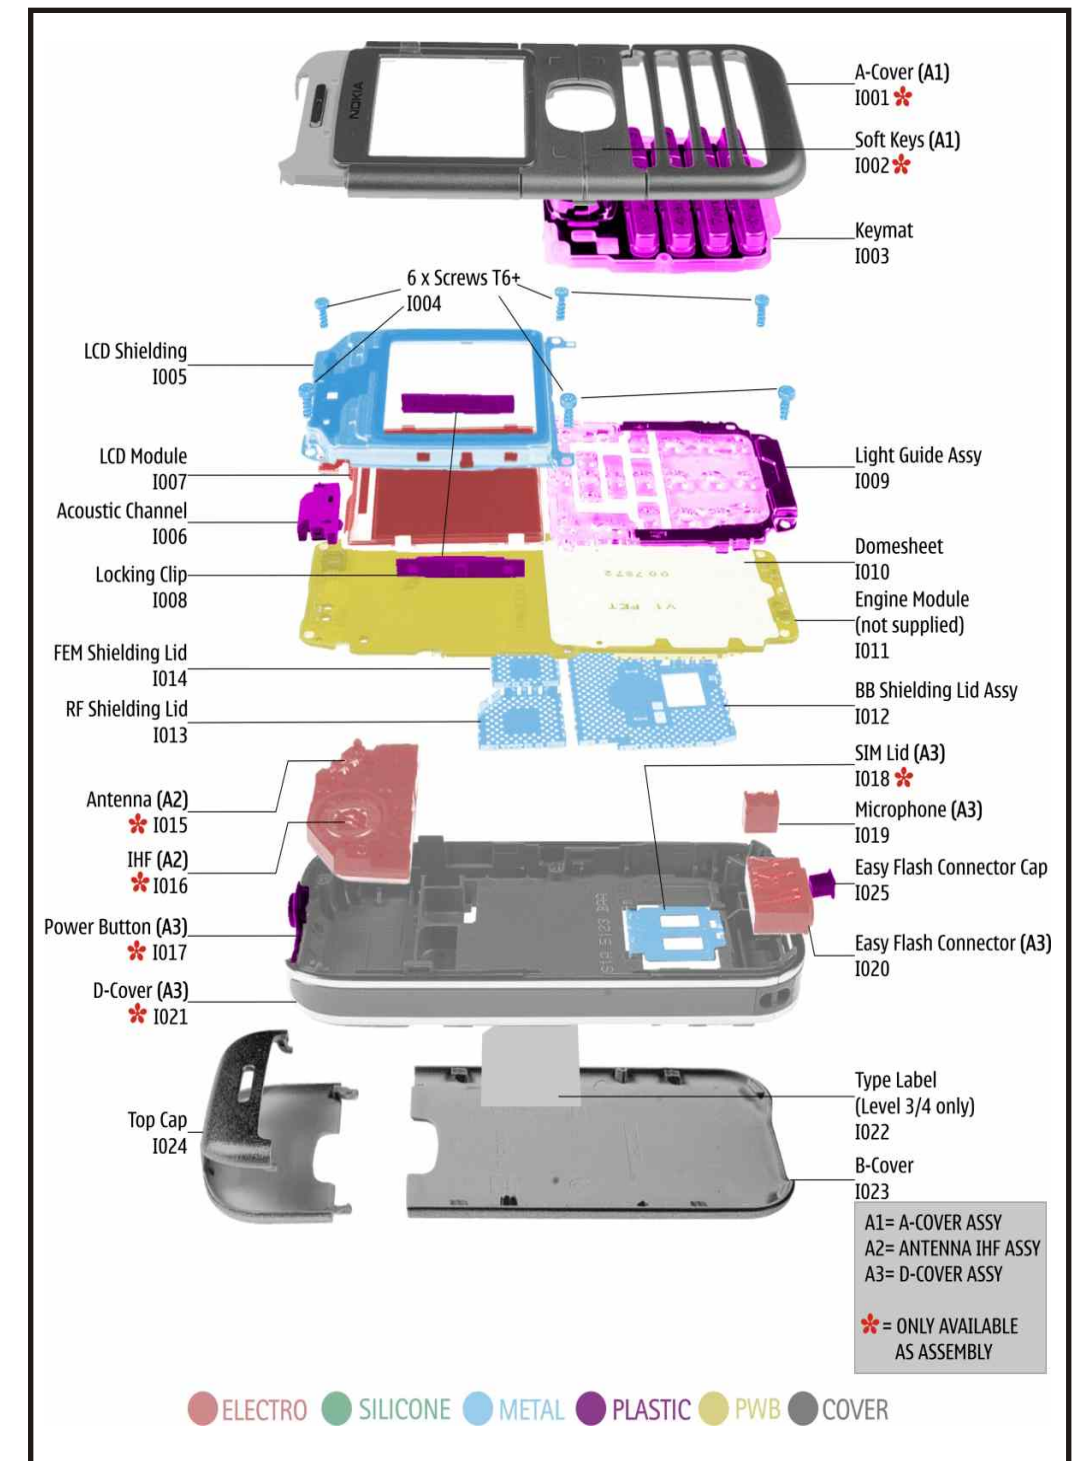 NOKIA
A-Cover (A1)
I001 *
Soft Keys (A1)
I002 *
Keymat
I003
6 x Screws T6+
I004
LCD Shielding
I005
LCD Module
I007
Acoustic Channel
I006
Locking Clip
I008
Light Guide Assy
I009
Domesheet
I010
Engine Module
(not supplied)
I011
007972
V1 PET
FEM Shielding Lid
I014
RF Shielding Lid
I013
BB Shielding Lid Assy
I012
SIM Lid (A3)
I018 *
Microphone (A3)
I019
Antenna (A2)
* I015
IHF (A2)
* I016
Easy Flash Connector Cap
I025
Power Button (A3)
* I017
Easy Flash Connector (A3)
I020
D-Cover (A3)
* I021
Type Label
(Level 3/4 only)
I022
Top Cap
I024
B-Cover
I023
A1= A-COVER ASSY
A2= ANTENNA IHF ASSY
A3= D-COVER ASSY
* = ONLY AVAILABLE
AS ASSEMBLY
ELECTRO SILICONE METAL PLASTIC PWB COVER